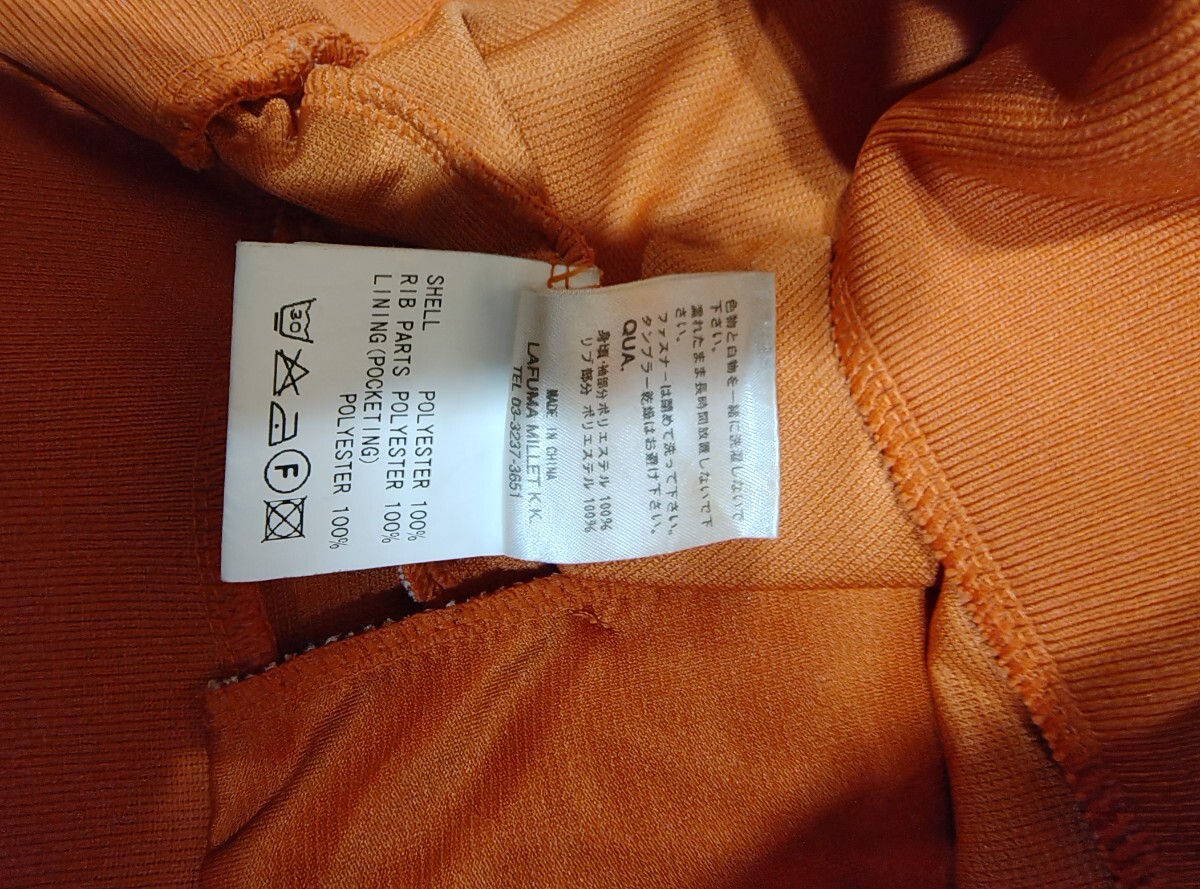 色物と白物を一緒に洗濯しないで
下さい。
濡れたまま長時間放置しないで下
さい。
ファスナーは閉めて洗って下さい。
タンブラー乾燥はお避け下さい。
QUA.
身頃・袖部分 ポリエステル 100%
リブ部分 ポリエステル 100%
MADE IN CHINA
LAFUMA MILLET K.K.
TEL 03-3237-3651
SHELL POLYESTER 100%
RIB PARTS POLYESTER 100%
LINING(POCKETING)
POLYESTER 100%
30
F